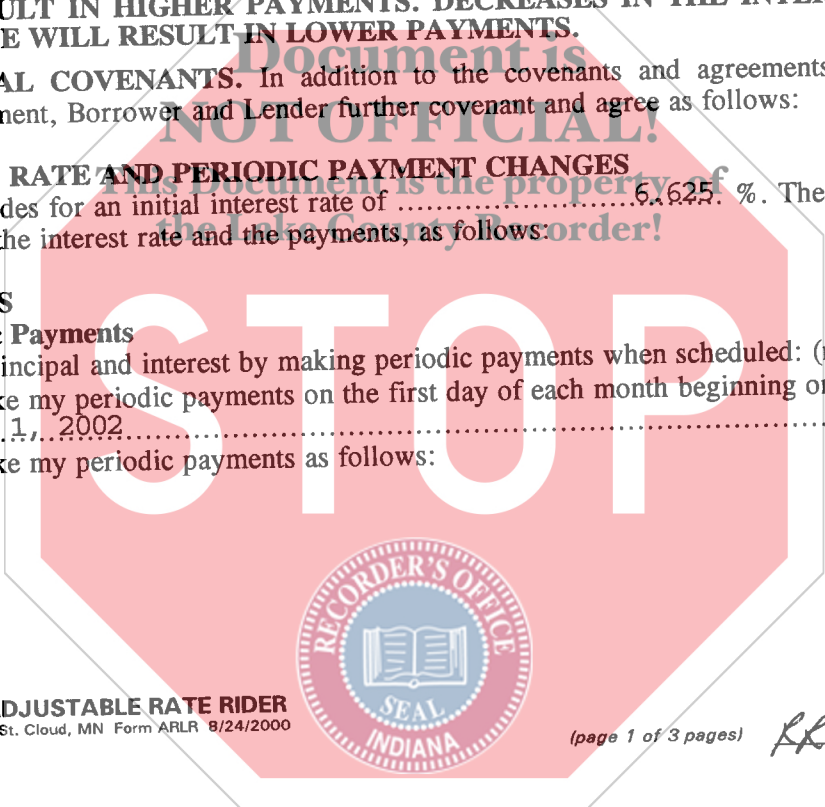 ULT IN HIGHER PAYMENTS. DECREASES IN THE INTE
E WILL RESULT IN LOWER PAYMENTS.
Document is
AL COVENANTS. In addition to the covenants and agreements
ment, Borrower and Lender further covenant and agree as follows:
NOT OFFICIAL!
RATE AND PERIODIC PAYMENT CHANGES
This Document is the property of
des for an initial interest rate of ..............................6.625. %. The
the interest rate and the payments, as follows:
the Lake County Recorder!
S
Payments
incipal and interest by making periodic payments when scheduled: (
ke my periodic payments on the first day of each month beginning o
.1,..2002............................................................
ke my periodic payments as follows:
STOP
RECORDER'S OFFICE
SEAL
INDIANA
DJUSTABLE RATE RIDER
St. Cloud, MN Form ARLR 8/24/2000
(page 1 of 3 pages)
RR